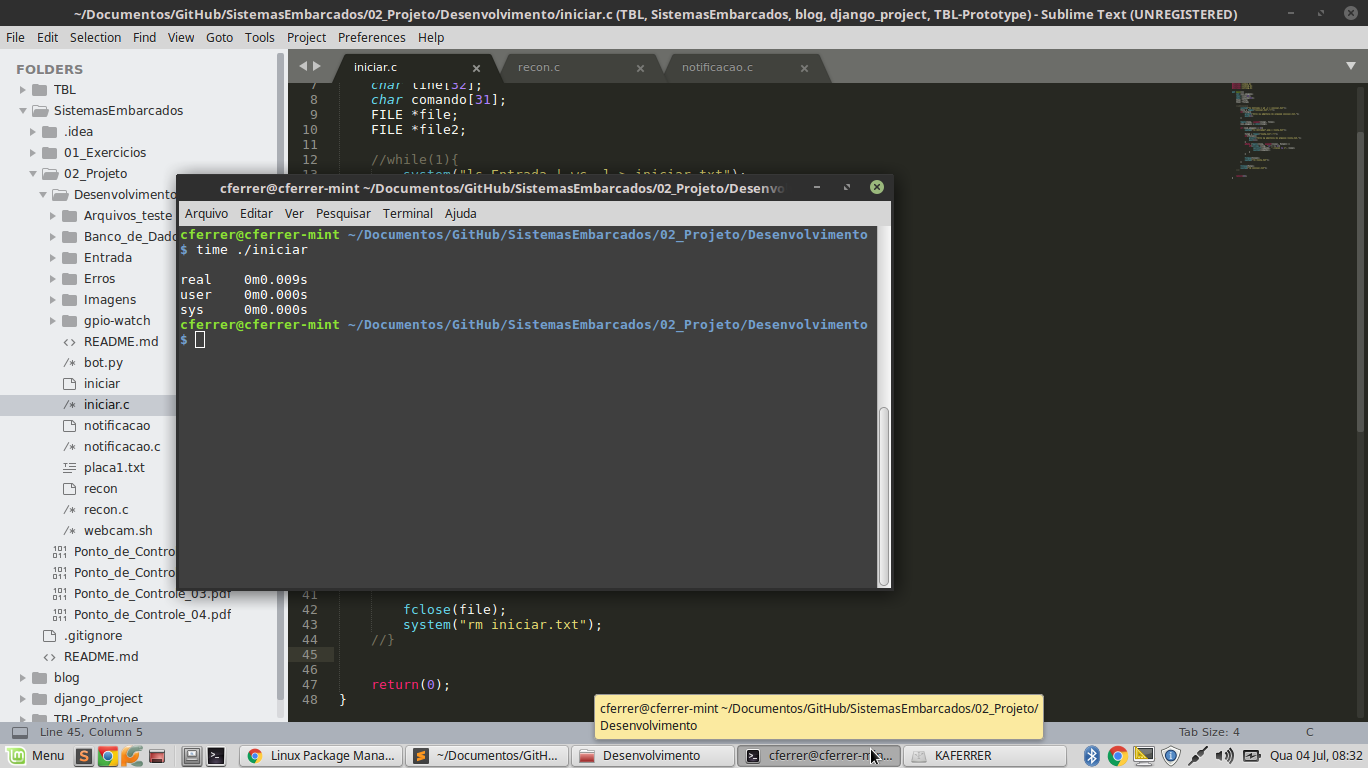 ~/Documentos/GitHub/SistemasEmbarcados/02_Projeto/Desenvolvimento/iniciar.c (TBL, SistemasEmbarcados, blog, django_project, TBL-Prototype) - Sublime Text (UNREGISTERED)
File Edit Selection Find View Goto Tools Project Preferences Help
FOLDERS
TBL
SistemasEmbarcados
.idea
01_Exercicios
02_Projeto
Desenvolvimento
Arquivos_teste
Banco_de_Dado
Entrada
Erros
Imagens
gpio-watch
README.md
bot.py
iniciar
iniciar.c
notificacao
notificacao.c
placa1.txt
recon
recon.c
webcam.sh
Ponto_de_Contro
Ponto_de_Contro
Ponto_de_Controle_03.pdf
Ponto_de_Controle_04.pdf
.gitignore
README.md
blog
django_project
TBL-Prototype
iniciar.c recon.c notificacao.c
7 char line[32];
8 char comando[31];
9 FILE *file;
10 FILE *file2;
11
12 //while(1){
13 system("ls Entrada | wc -l > iniciar.txt");
cferrer@cferrer-mint ~/Documentos/GitHub/SistemasEmbarcados/02_Projeto/Desenvo
Arquivo Editar Ver Pesquisar Terminal Ajuda
cferrer@cferrer-mint ~/Documentos/GitHub/SistemasEmbarcados/02_Projeto/Desenvolvimento
$ time ./iniciar
real 0m0.009s
user 0m0.000s
sys 0m0.000s
cferrer@cferrer-mint ~/Documentos/GitHub/SistemasEmbarcados/02_Projeto/Desenvolvimento
$
41
42 fclose(file);
43 system("rm iniciar.txt");
44 //}
45
46
47 return(0);
48 }
cferrer@cferrer-mint ~/Documentos/GitHub/SistemasEmbarcados/02_Projeto/
Desenvolvimento
Line 45, Column 5 Tab Size: 4 C
Menu Linux Package Mana... ~/Documentos/GitH... Desenvolvimento cferrer@cferrer-m... KAFERRER Qua 04 Jul, 08:32